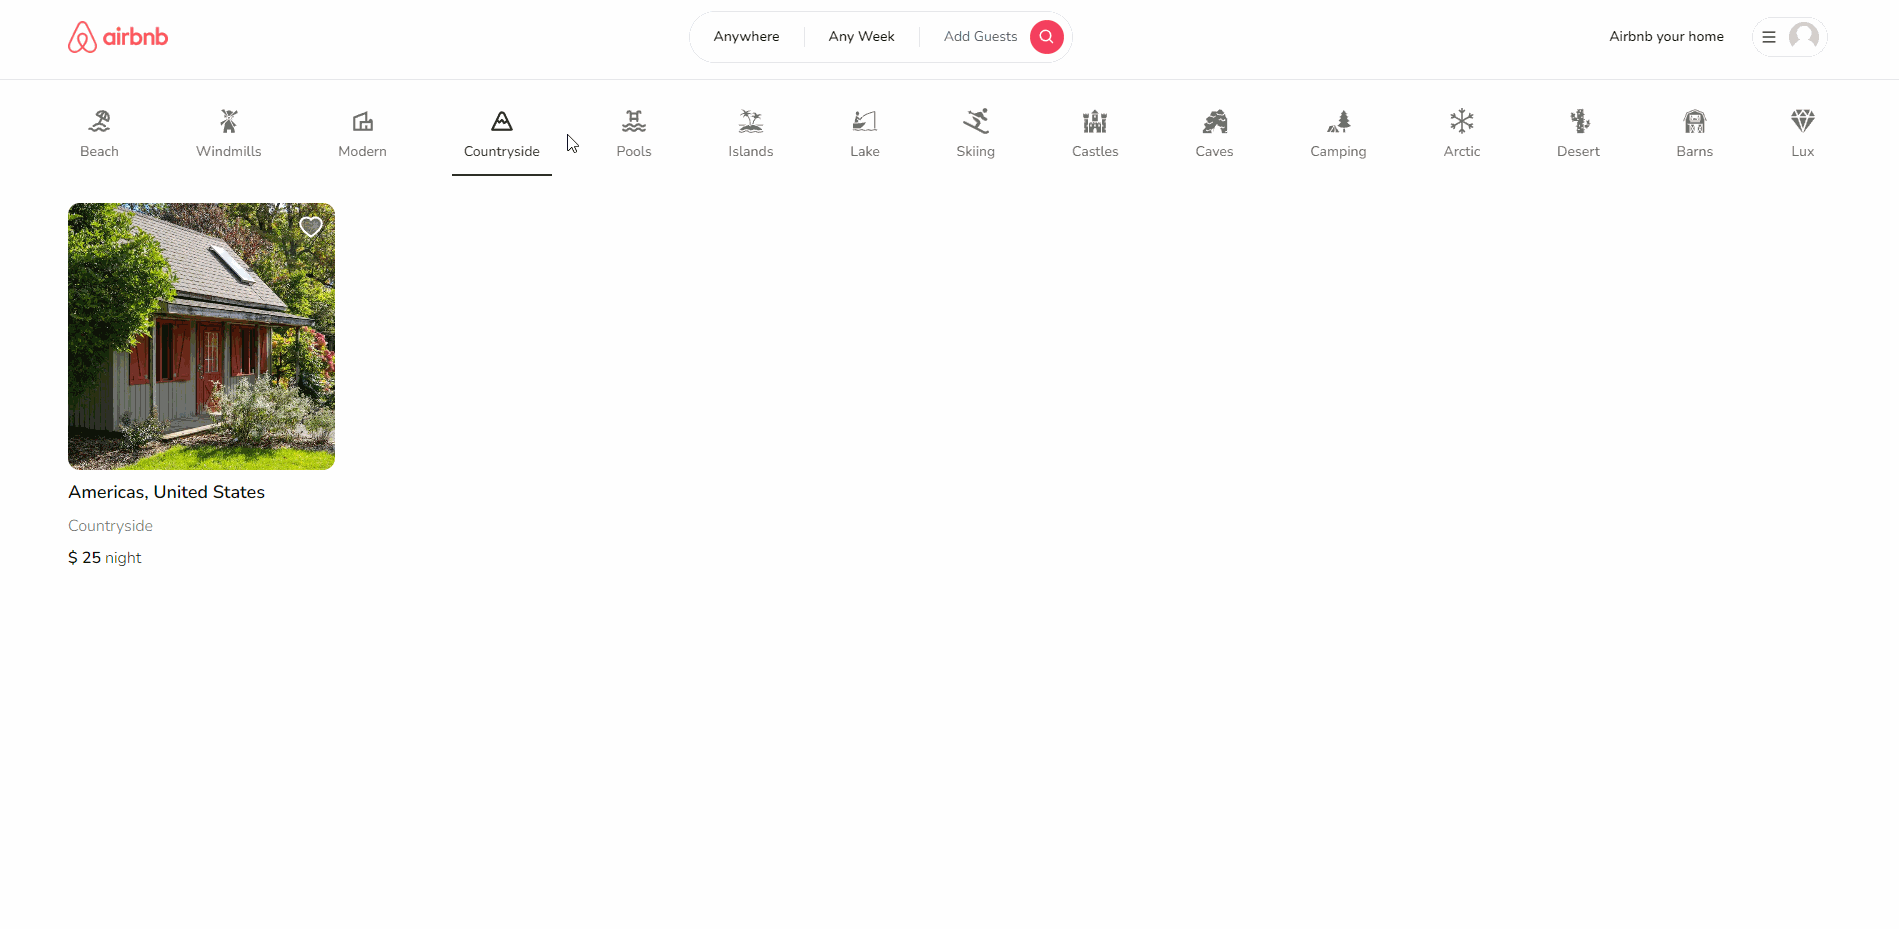 airbnb
Anywhere
Any Week
Add Guests
Airbnb your home
Beach
Windmills
Modern
Countryside
Pools
Islands
Lake
Skiing
Castles
Caves
Camping
Arctic
Desert
Barns
Lux
Americas, United States
Countryside
$ 25 night